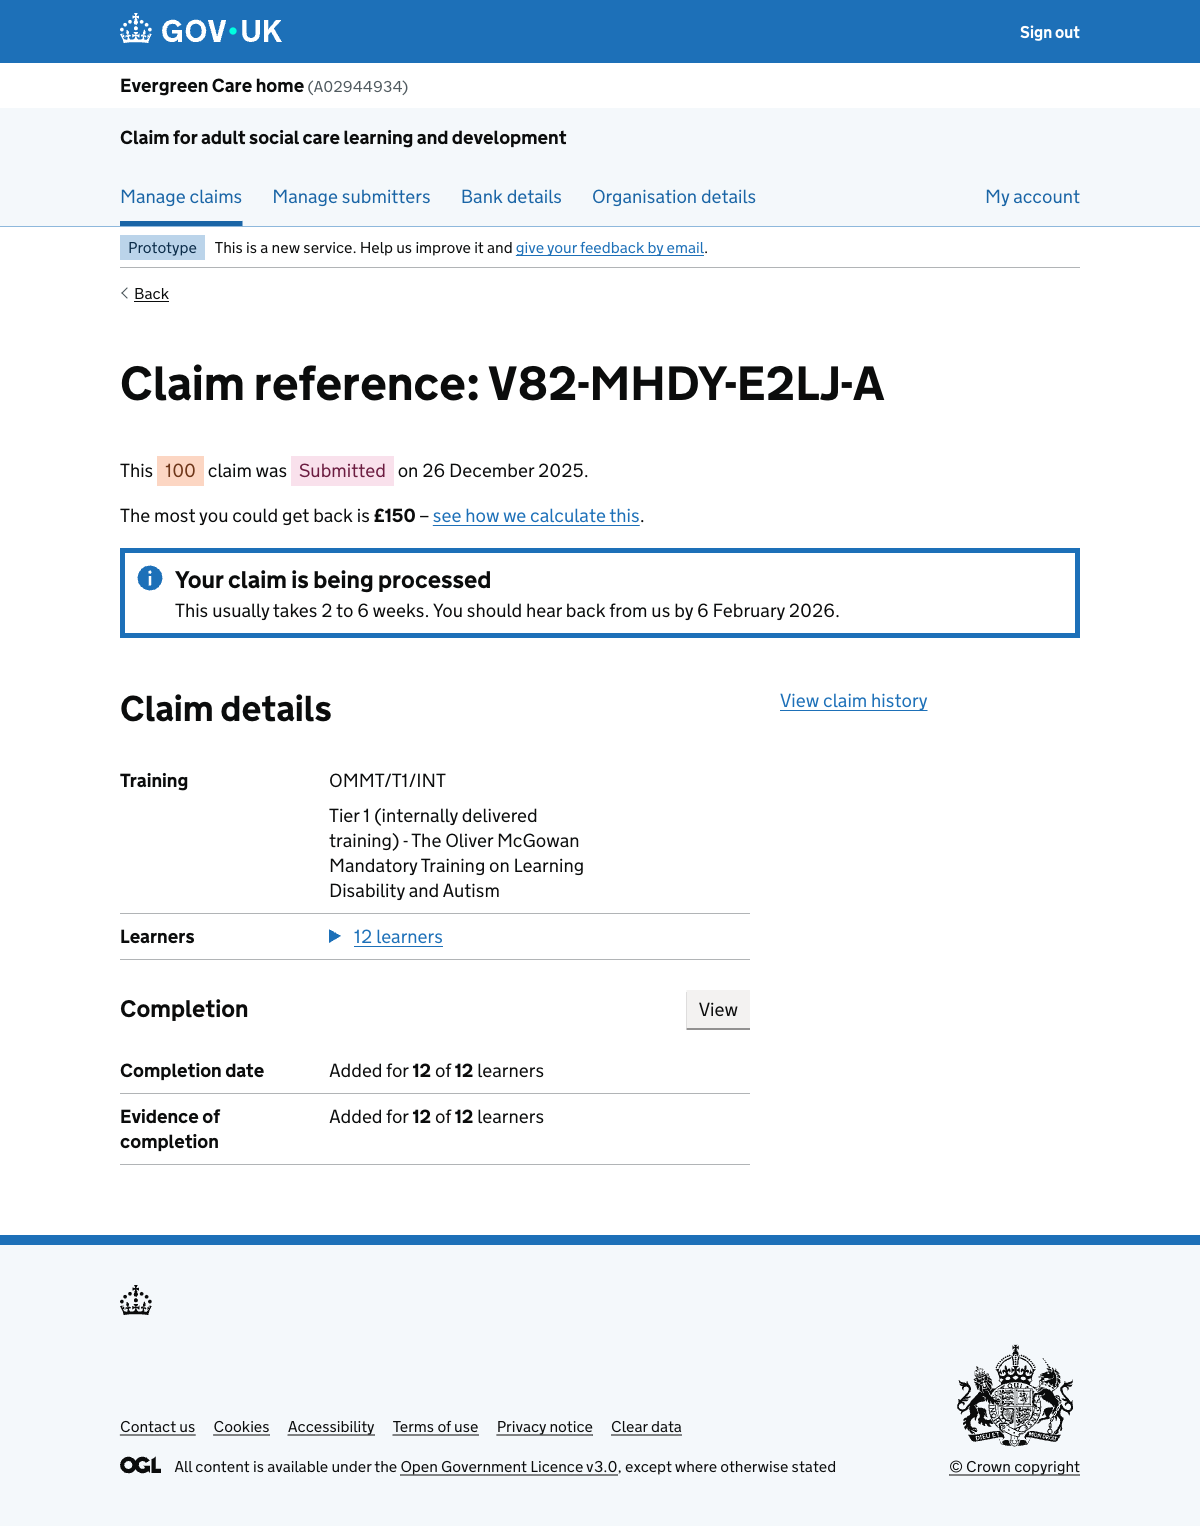 GOV·UK
Sign out
Evergreen Care home (A02944934)
Claim for adult social care learning and development
Manage claims Manage submitters Bank details Organisation details My account
Prototype This is a new service. Help us improve it and give your feedback by email.
Back
Claim reference: V82-MHDY-E2LJ-A
This 100 claim was Submitted on 26 December 2025.
The most you could get back is £150 – see how we calculate this.
Your claim is being processed
This usually takes 2 to 6 weeks. You should hear back from us by 6 February 2026.
Claim details
View claim history
Training OMMT/T1/INT
Tier 1 (internally delivered
training) - The Oliver McGowan
Mandatory Training on Learning
Disability and Autism
Learners 12 learners
Completion View
Completion date Added for 12 of 12 learners
Evidence of Added for 12 of 12 learners
completion
Contact us Cookies Accessibility Terms of use Privacy notice Clear data
OGL All content is available under the Open Government Licence v3.0, except where otherwise stated
© Crown copyright